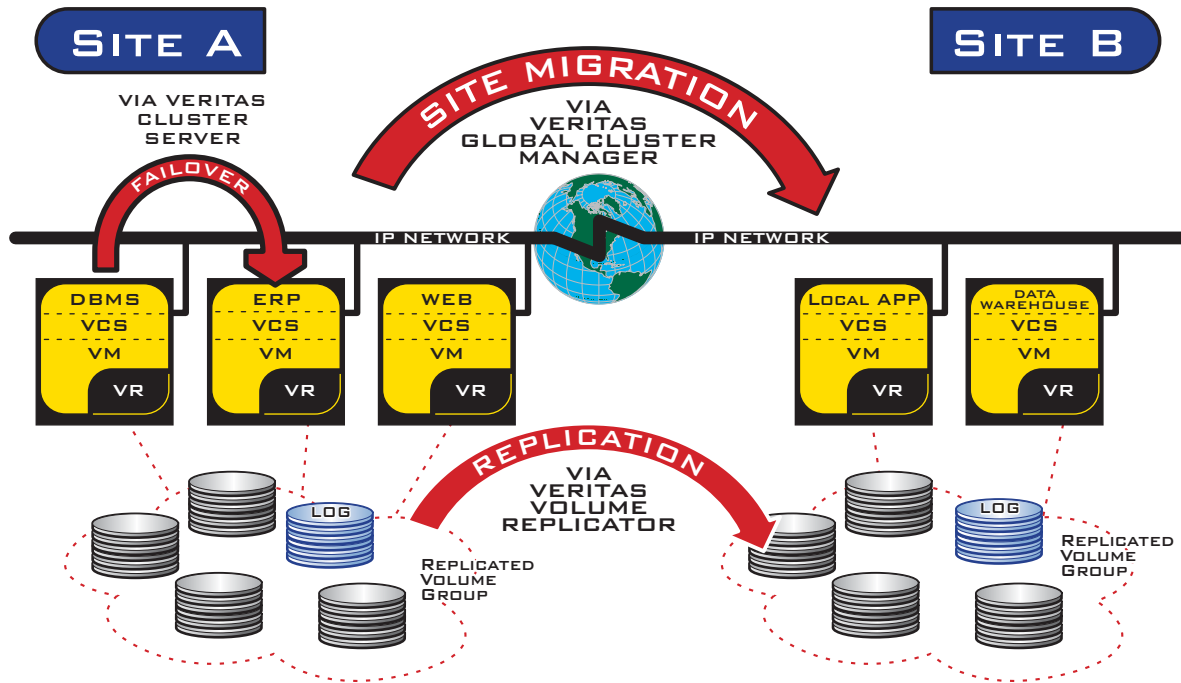 SITE A
SITE B
VIA VERITAS
CLUSTER
SERVER
FAILOVER
SITE MIGRATION
VIA
VERITAS
GLOBAL CLUSTER
MANAGER
IP NETWORK
IP NETWORK
DBMS
VCS
VM
VR
ERP
VCS
VM
VR
WEB
VCS
VM
VR
LOCAL APP
VCS
VM
VR
DATA
WAREHOUSE
VCS
VM
VR
REPLICATION
VIA
VERITAS
VOLUME
REPLICATOR
LOG
REPLICATED
VOLUME
GROUP
LOG
REPLICATED
VOLUME
GROUP